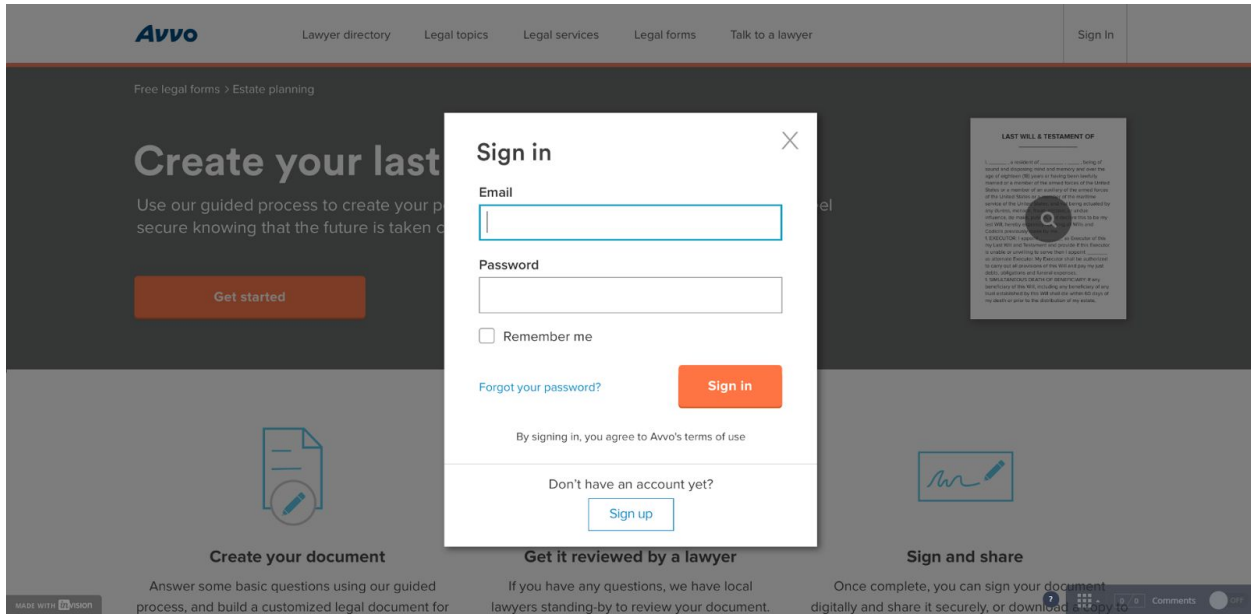 Avvo
Lawyer directory
Legal topics
Legal services
Legal forms
Talk to a lawyer
Sign In
Free legal forms > Estate planning
Create your last
Use our guided process to create your p
eel
secure knowing that the future is taken c
Get started
LAST WILL & TESTAMENT OF
Sign in
Email
Password
Remember me
Forgot your password?
Sign in
By signing in, you agree to Avvo's terms of use
Don't have an account yet?
Sign up
Create your document
Answer some basic questions using our guided
process, and build a customized legal document for
Get it reviewed by a lawyer
If you have any questions, we have local
lawyers standing-by to review your document.
Sign and share
Once complete, you can sign your document
digitally and share it securely, or download a copy to
MADE WITH InVision
?
0 / 0
Comments
OFF